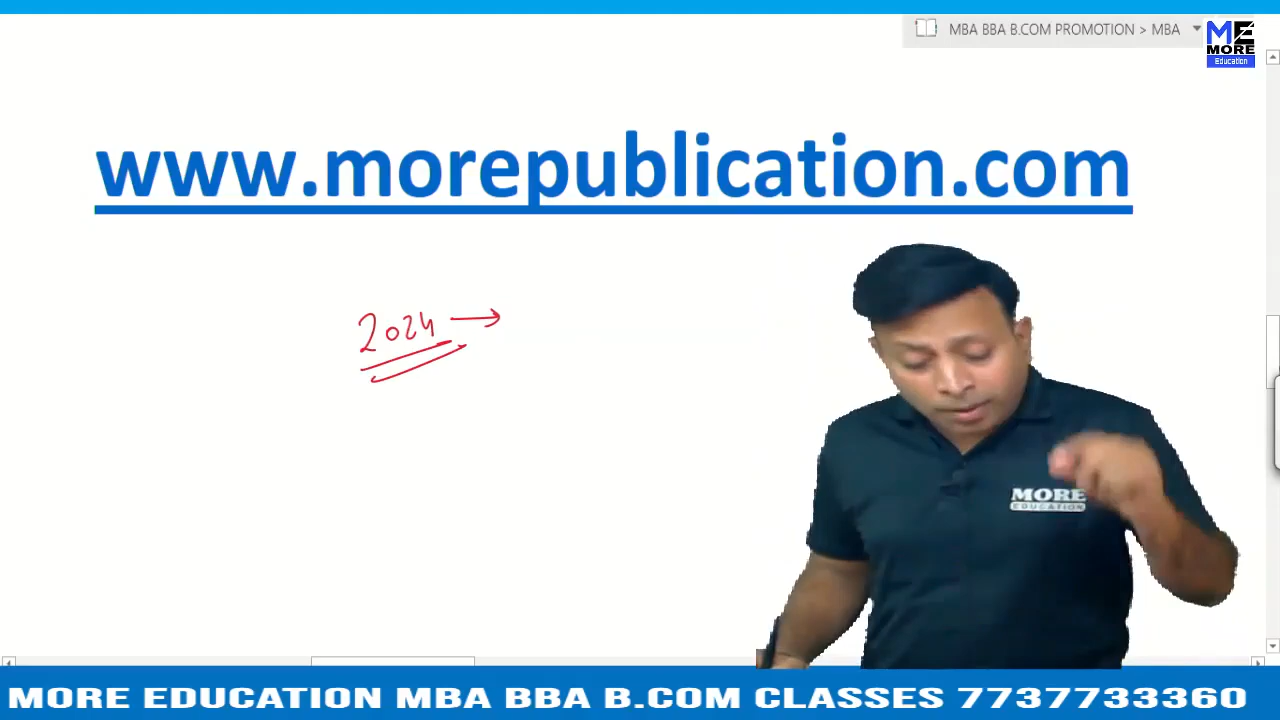 MBA BBA B.COM PROMOTION > MBA
ME
MORE
Education
www.morepublication.com
2024 →
MORE
EDUCATION
MORE EDUCATION MBA BBA B.COM CLASSES 7737733360